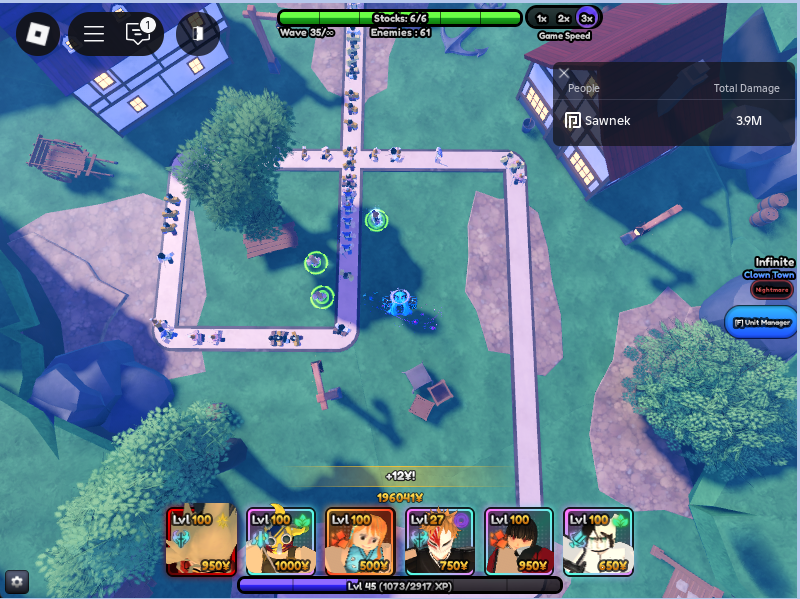 1
Stocks: 6/6
Wave 35/∞
Enemies : 61
1x
2x
3x
Game Speed
People
Total Damage
Sawnek
3.9M
Infinite
Clown Town
Nightmare
[F] Unit Manager
+12¥!
196041¥
Lvl 100
950¥
Lvl 100
1000¥
Lvl 100
500¥
Lvl 27
750¥
Lvl 100
950¥
Lvl 100
650¥
Lvl 45 (1073/2917 XP)